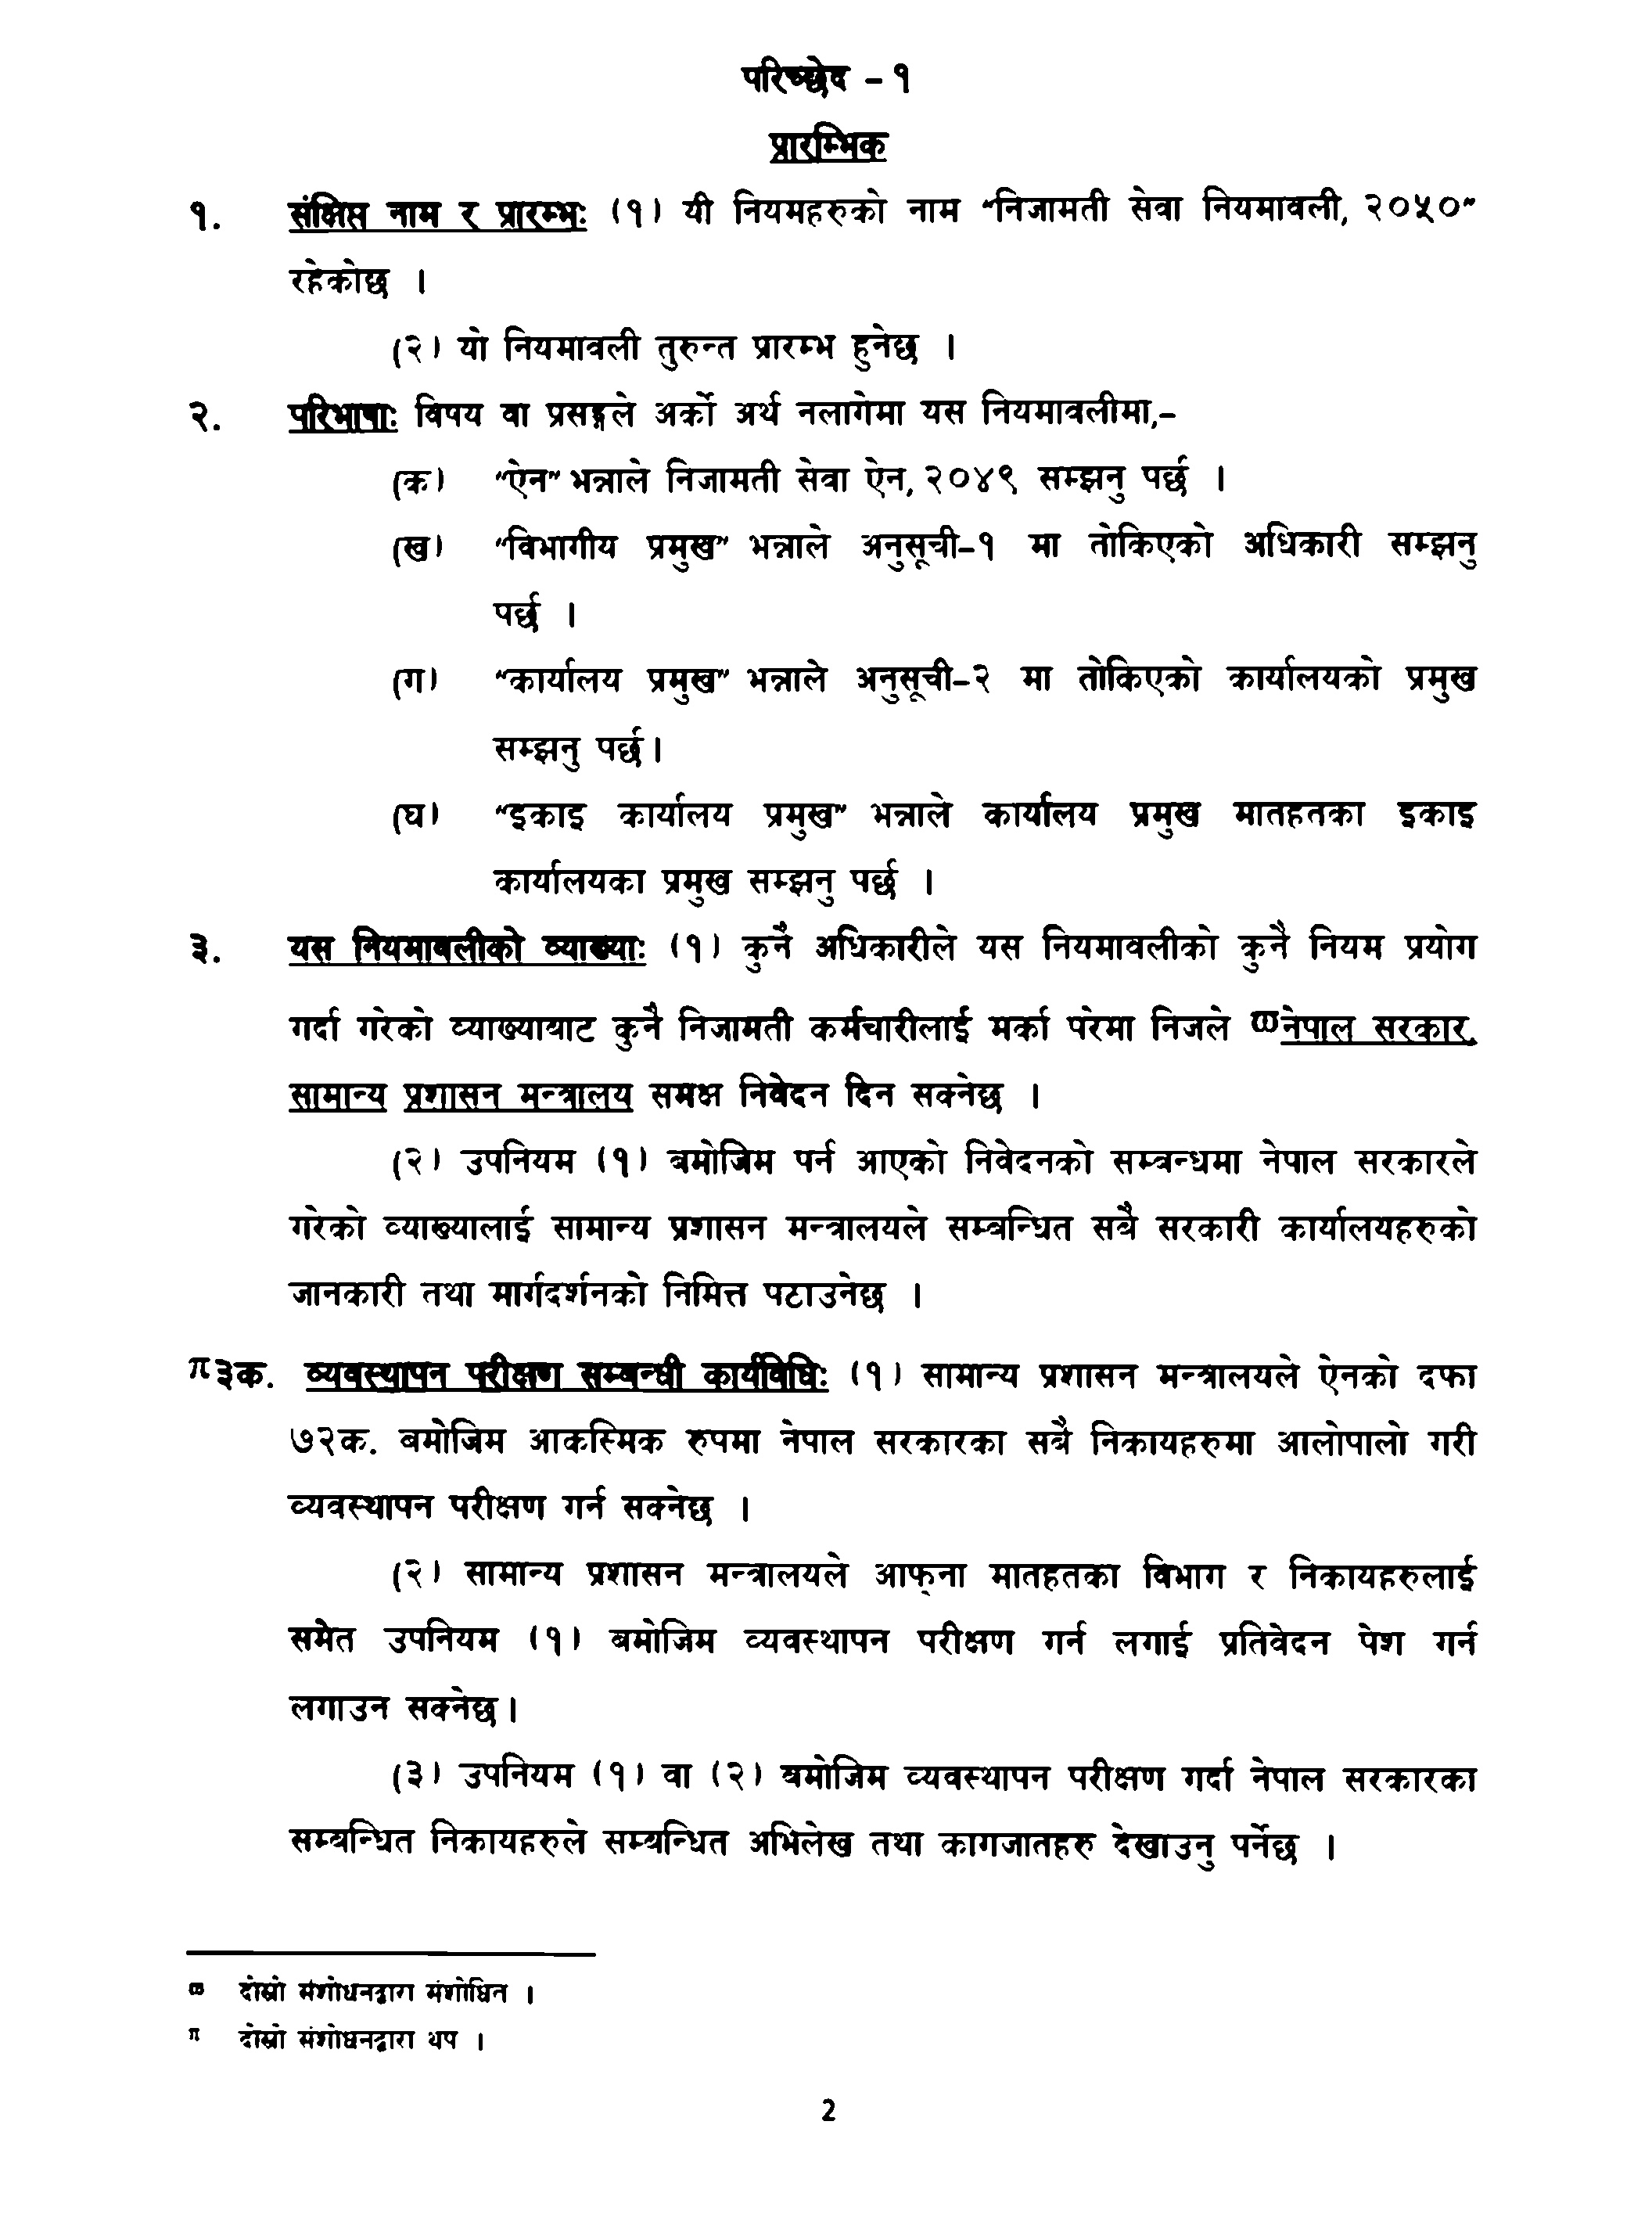 परिच्छेद - १
प्रारम्भिक
१. संक्षिप्त नाम र प्रारम्भः (१) यी नियमहरुको नाम “निजामती सेवा नियमावली, २०५०”
रहेकोछ ।
(२) यो नियमावली तुरुन्त प्रारम्भ हुनेछ ।
२. परिभाषाः विषय वा प्रसङ्गले अर्को अर्थ नलागेमा यस नियमावलीमा,-
(क) “ऐन” भन्नाले निजामती सेवा ऐन, २०४९ सम्झनु पर्छ ।
(ख) “विभागीय प्रमुख” भन्नाले अनुसूची-१ मा तोकिएको अधिकारी सम्झनु
पर्छ ।
(ग) “कार्यालय प्रमुख” भन्नाले अनुसूची-२ मा तोकिएको कार्यालयको प्रमुख
सम्झनु पर्छ।
(घ) “इकाइ कार्यालय प्रमुख” भन्नाले कार्यालय प्रमुख मातहतका इकाइ
कार्यालयका प्रमुख सम्झनु पर्छ ।
३. यस नियमावलीको व्याख्याः (१) कुनै अधिकारीले यस नियमावलीको कुनै नियम प्रयोग
गर्दा गरेको व्याख्याबाट कुनै निजामती कर्मचारीलाई मर्का परेमा निजले ϖनेपाल सरकार,
सामान्य प्रशासन मन्त्रालय समक्ष निवेदन दिन सक्नेछ ।
(२) उपनियम (१) बमोजिम पर्न आएको निवेदनको सम्बन्धमा नेपाल सरकारले
गरेको व्याख्यालाई सामान्य प्रशासन मन्त्रालयले सम्बन्धित सबै सरकारी कार्यालयहरुको
जानकारी तथा मार्गदर्शनको निमित्त पठाउनेछ ।
π३क. व्यवस्थापन परीक्षण सम्बन्धी कार्यविधिः (१) सामान्य प्रशासन मन्त्रालयले ऐनको दफा
७२क. बमोजिम आकस्मिक रुपमा नेपाल सरकारका सबै निकायहरुमा आलोपालो गरी
व्यवस्थापन परीक्षण गर्न सक्नेछ ।
(२) सामान्य प्रशासन मन्त्रालयले आफ्‌ना मातहतका विभाग र निकायहरुलाई
समेत उपनियम (१) बमोजिम व्यवस्थापन परीक्षण गर्न लगाई प्रतिवेदन पेश गर्न
लगाउन सक्नेछ।
(३) उपनियम (१) वा (२) बमोजिम व्यवस्थापन परीक्षण गर्दा नेपाल सरकारका
सम्बन्धित निकायहरुले सम्बन्धित अभिलेख तथा कागजातहरु देखाउनु पर्नेछ ।
ϖ दोस्रो संशोधनद्वारा संशोधित ।
π दोस्रो संशोधनद्वारा थप ।
2